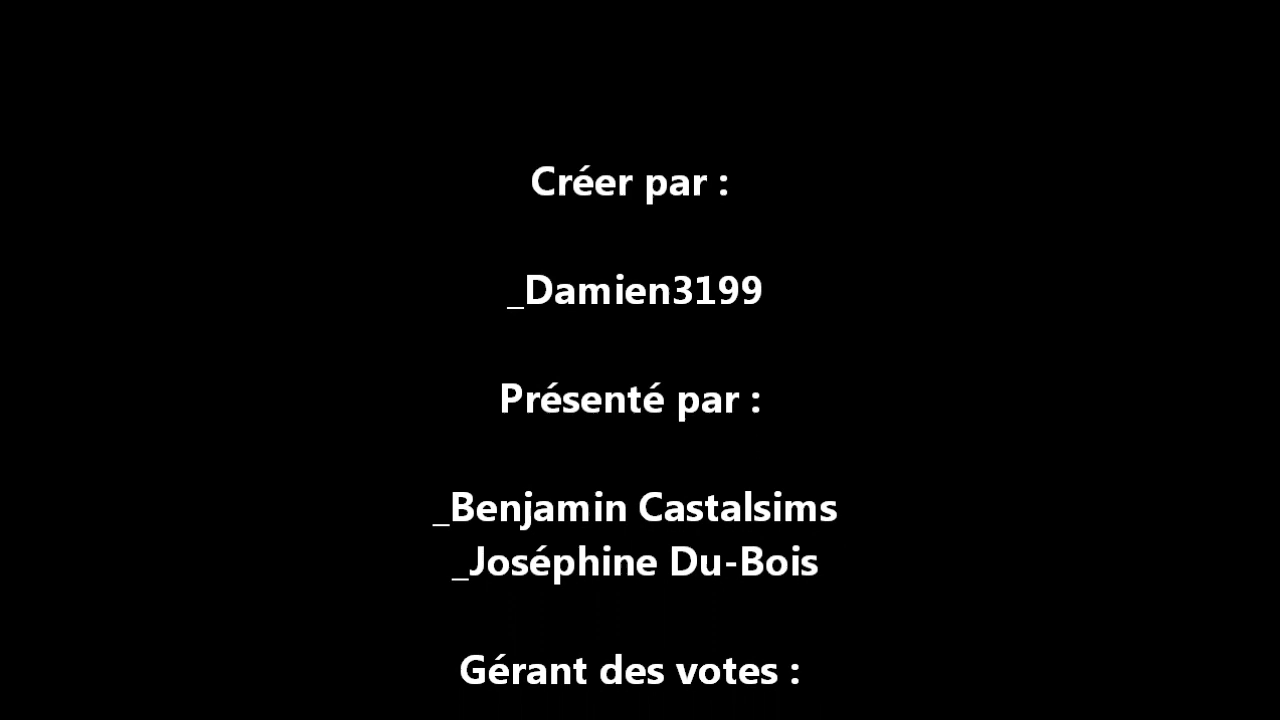 Créer par :
_Damien3199
Présenté par :
_Benjamin Castalsims
_Joséphine Du-Bois
Gérant des votes :